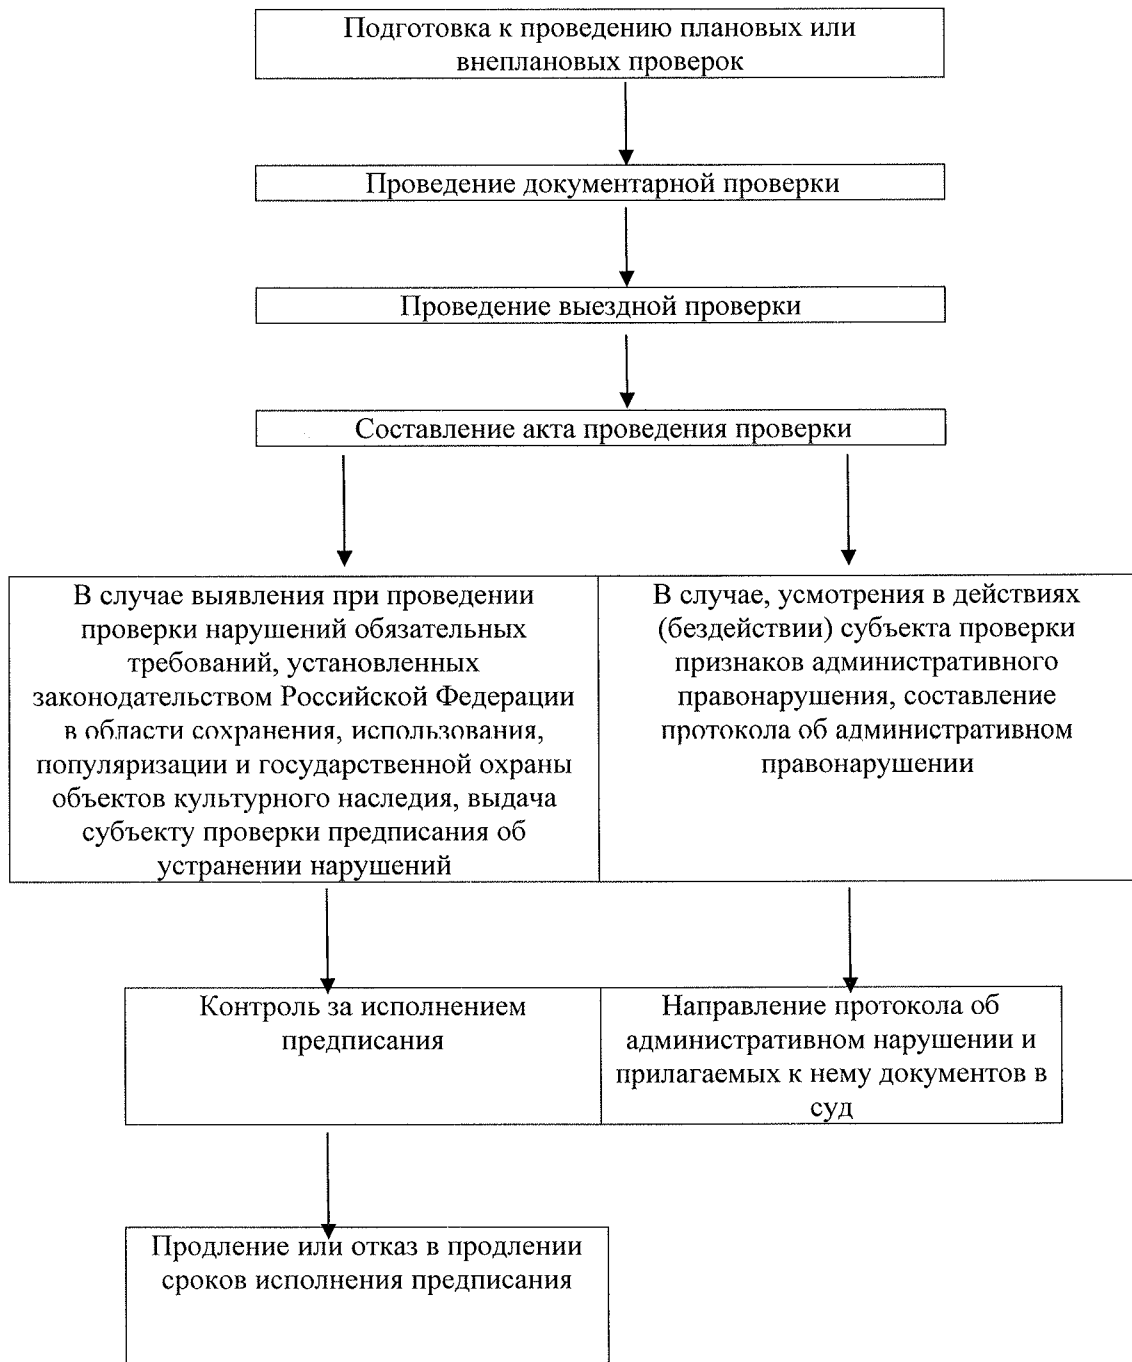 Подготовка к проведению плановых или
внеплановых проверок
Проведение документарной проверки
Проведение выездной проверки
Составление акта проведения проверки
В случае выявления при проведении
проверки нарушений обязательных
требований, установленных
законодательством Российской Федерации
в области сохранения, использования,
популяризации и государственной охраны
объектов культурного наследия, выдача
субъекту проверки предписания об
устранении нарушений
В случае, усмотрения в действиях
(бездействии) субъекта проверки
признаков административного
правонарушения, составление
протокола об административном
правонарушении
Контроль за исполнением
предписания
Направление протокола об
административном нарушении и
прилагаемых к нему документов в
суд
Продление или отказ в продлении
сроков исполнения предписания